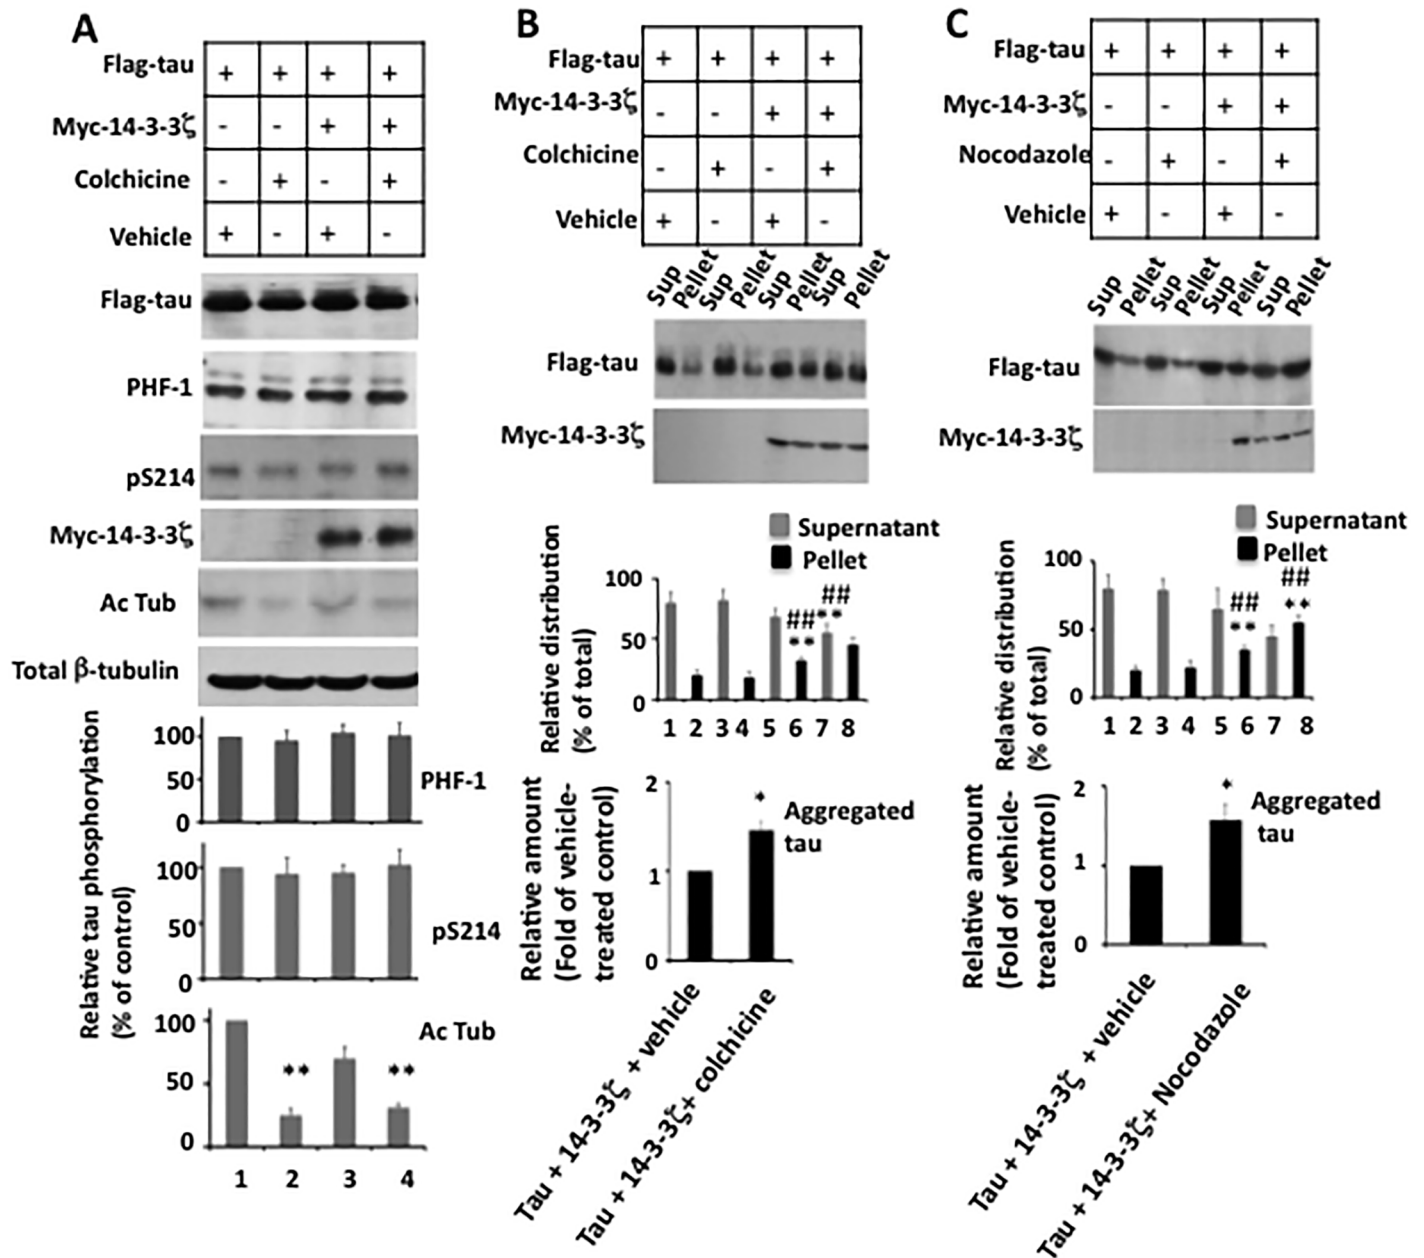 A
Flag-tau + + + +
Myc-14-3-3ζ - - + +
Colchicine - + - +
Vehicle + - + -
Flag-tau
PHF-1
pS214
Myc-14-3-3ζ
Ac Tub
Total β-tubulin
Relative tau phosphorylation
(% of control)
100
50
0
PHF-1
100
50
0
pS214
100
50
0
Ac Tub
** **
1 2 3 4
B
Flag-tau + + + +
Myc-14-3-3ζ - - + +
Colchicine - + - +
Vehicle + - + -
Sup Pellet Sup Pellet Sup Pellet Sup Pellet
Flag-tau
Myc-14-3-3ζ
Supernatant
Pellet
Relative distribution
(% of total)
100
50
0
## ##
** **
1 2 3 4 5 6 7 8
Relative amount
(Fold of vehicle-
treated control)
2
1
0
*
Aggregated
tau
Tau + 14-3-3ζ + vehicle
Tau + 14-3-3ζ+ colchicine
C
Flag-tau + + + +
Myc-14-3-3ζ - - + +
Nocodazole - + - +
Vehicle + - + -
Sup Pellet Sup Pellet Sup Pellet Sup Pellet
Flag-tau
Myc-14-3-3ζ
Supernatant
Pellet
Relative distribution
(% of total)
100
50
0
## ##
** **
1 2 3 4 5 6 7 8
Relative amount
(Fold of vehicle-
treated control)
2
1
0
*
Aggregated
tau
Tau + 14-3-3ζ + vehicle
Tau + 14-3-3ζ+ Nocodazole